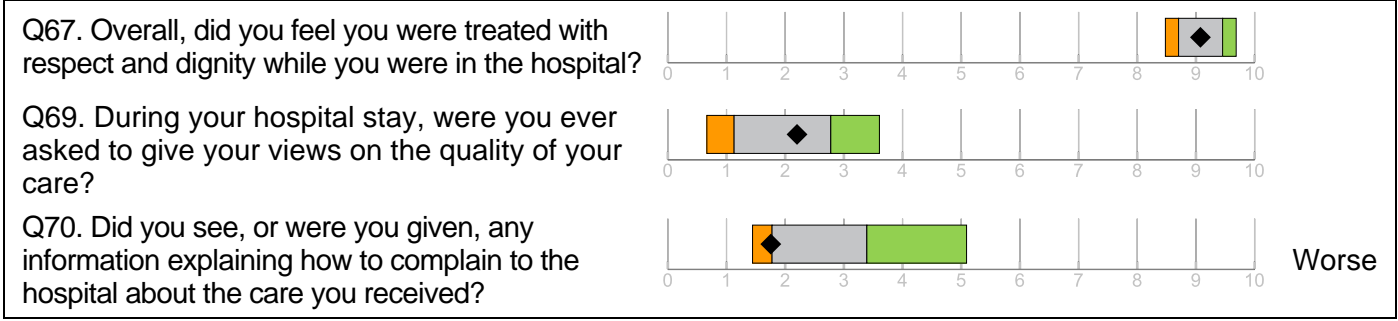 Q67. Overall, did you feel you were treated with
respect and dignity while you were in the hospital?
0 1 2 3 4 5 6 7 8 9 10
Q69. During your hospital stay, were you ever
asked to give your views on the quality of your
care?
0 1 2 3 4 5 6 7 8 9 10
Q70. Did you see, or were you given, any
information explaining how to complain to the
hospital about the care you received?
0 1 2 3 4 5 6 7 8 9 10
Worse